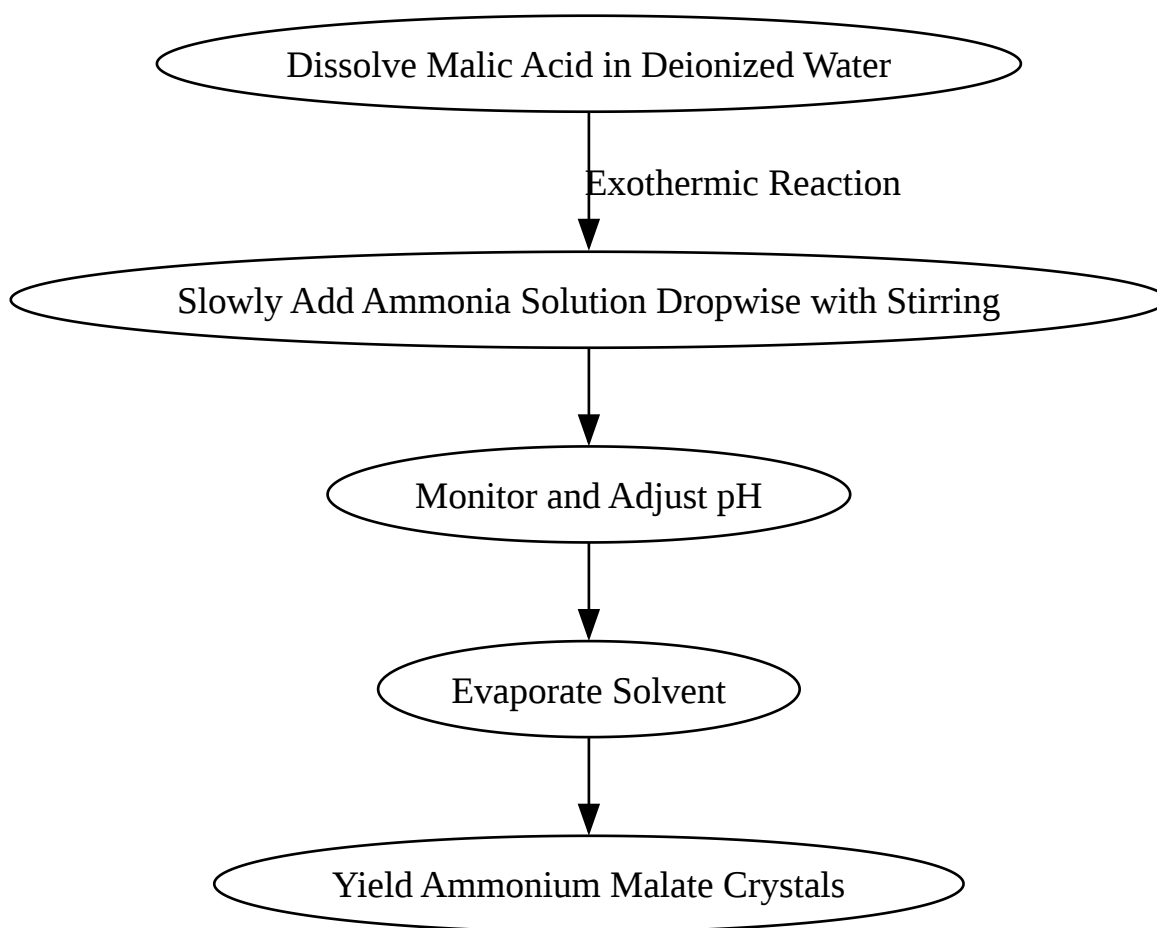 Dissolve Malic Acid in Deionized Water
Exothermic Reaction
Slowly Add Ammonia Solution Dropwise with Stirring
Monitor and Adjust pH
Evaporate Solvent
Yield Ammonium Malate Crystals